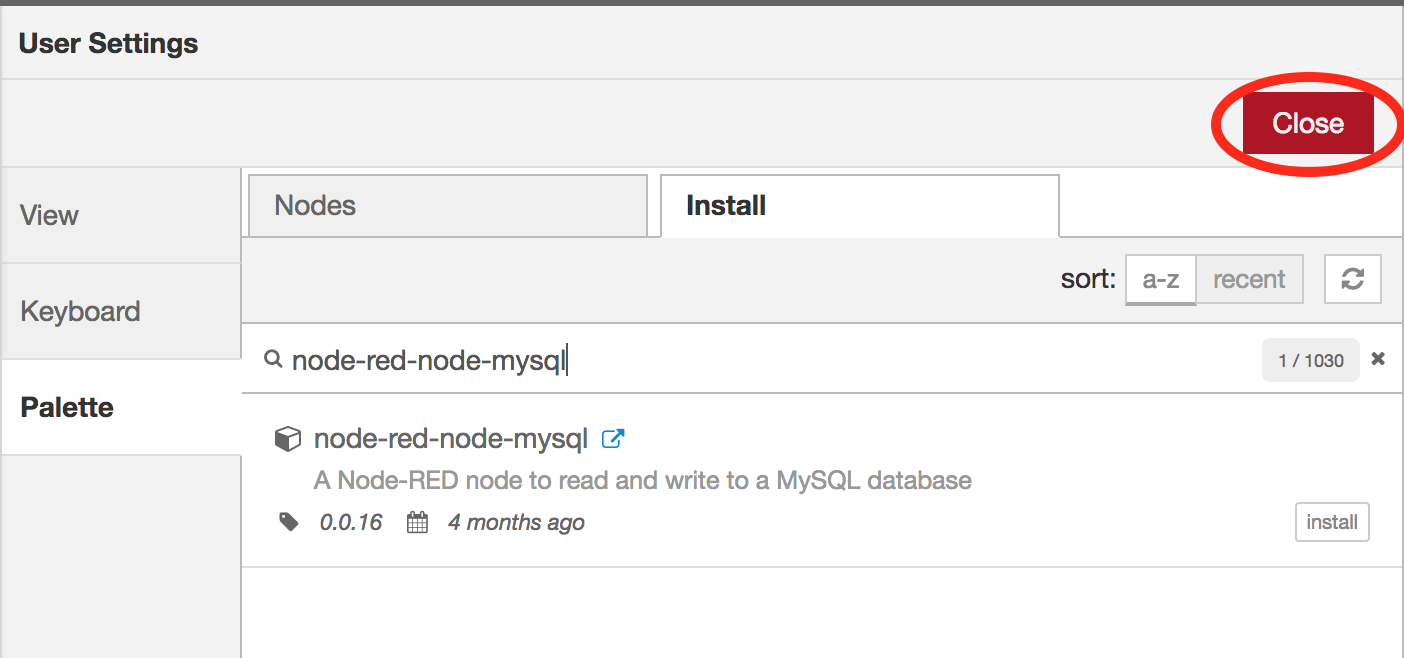 User Settings
Close
View
Keyboard
Palette
Nodes
Install
sort: a-z recent
node-red-node-mysql
1 / 1030
node-red-node-mysql
A Node-RED node to read and write to a MySQL database
0.0.16 4 months ago
install